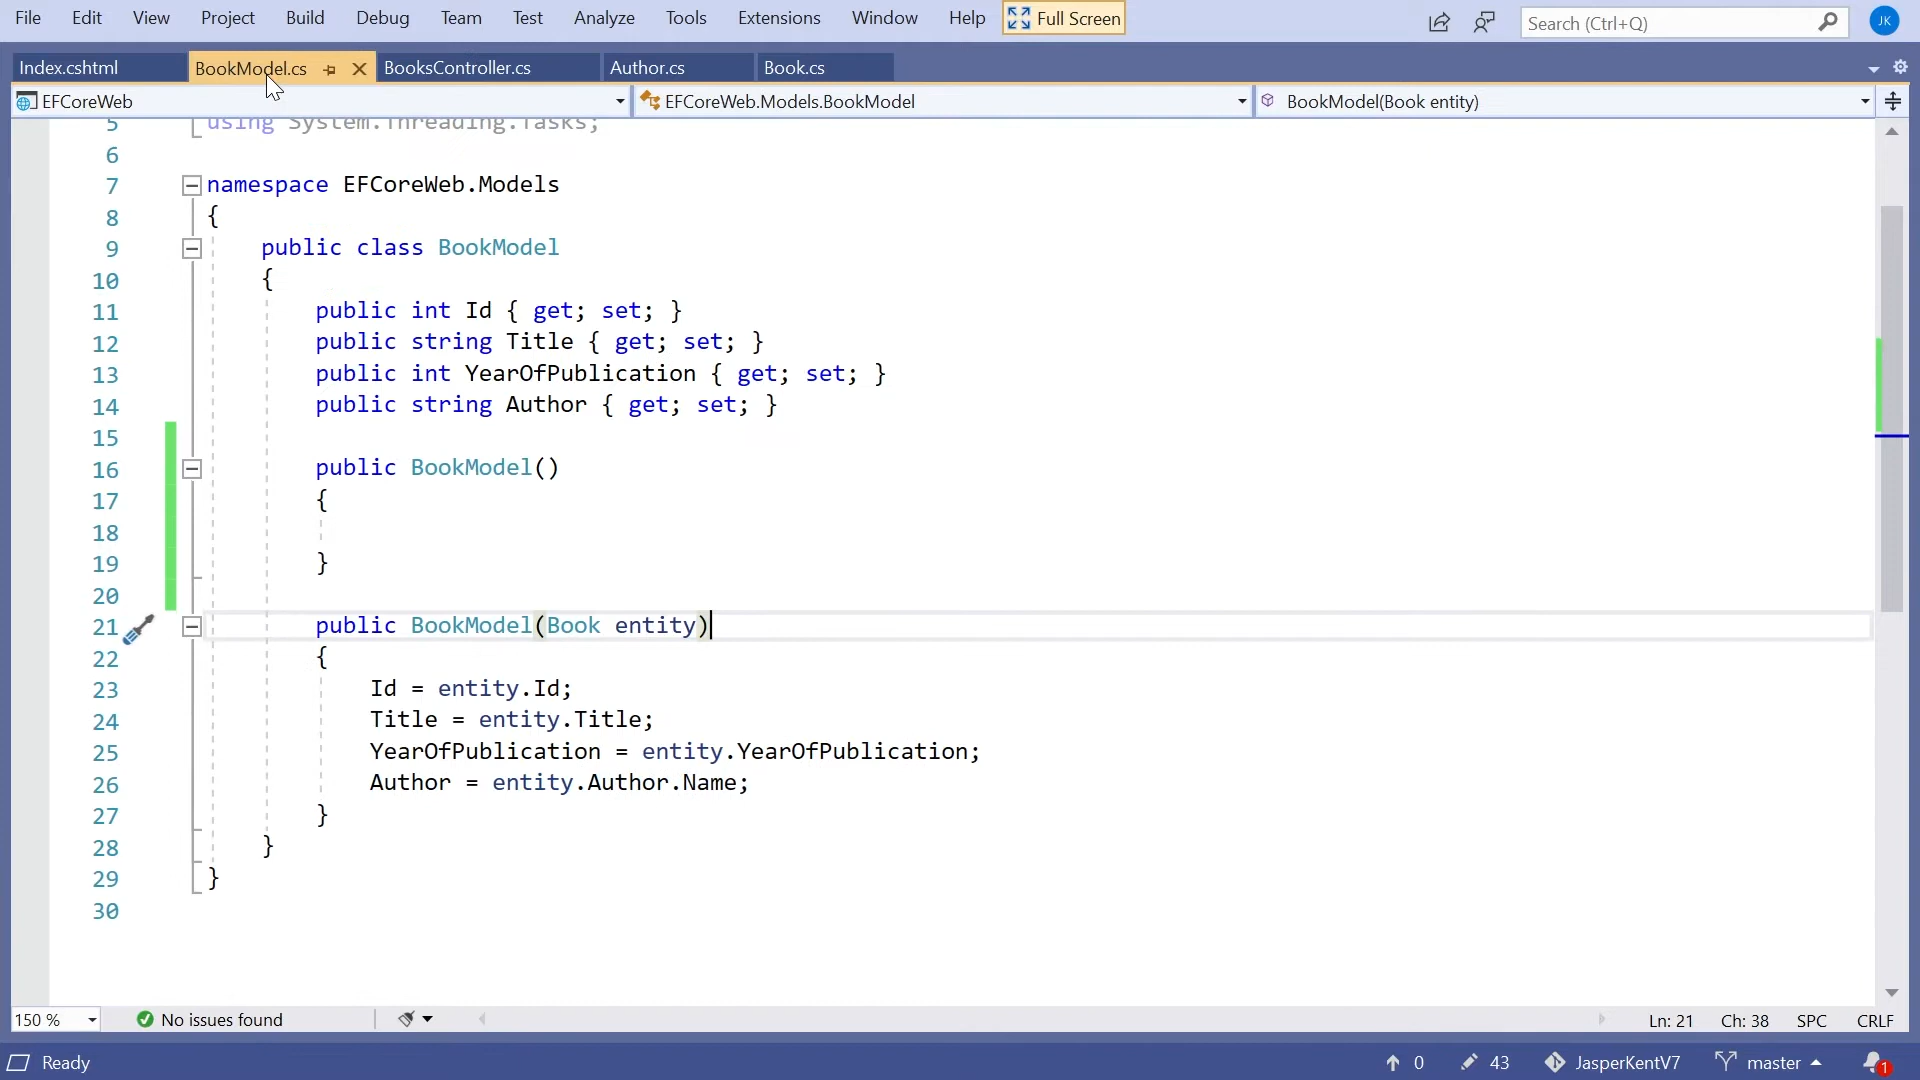 File Edit View Project Build Debug Team Test Analyze Tools Extensions Window Help Full Screen Search (Ctrl+Q) JK
Index.cshtml BookModel.cs BooksController.cs Author.cs Book.cs
EFCoreWeb EFCoreWeb.Models.BookModel BookModel(Book entity)
5 using System.Threading.Tasks;
6
7 namespace EFCoreWeb.Models
8 {
9 public class BookModel
10 {
11 public int Id { get; set; }
12 public string Title { get; set; }
13 public int YearOfPublication { get; set; }
14 public string Author { get; set; }
15
16 public BookModel()
17 {
18
19 }
20
21 public BookModel(Book entity)
22 {
23 Id = entity.Id;
24 Title = entity.Title;
25 YearOfPublication = entity.YearOfPublication;
26 Author = entity.Author.Name;
27 }
28 }
29 }
30
150 % No issues found Ln: 21 Ch: 38 SPC CRLF
Ready 0 43 JasperKentV7 master 1